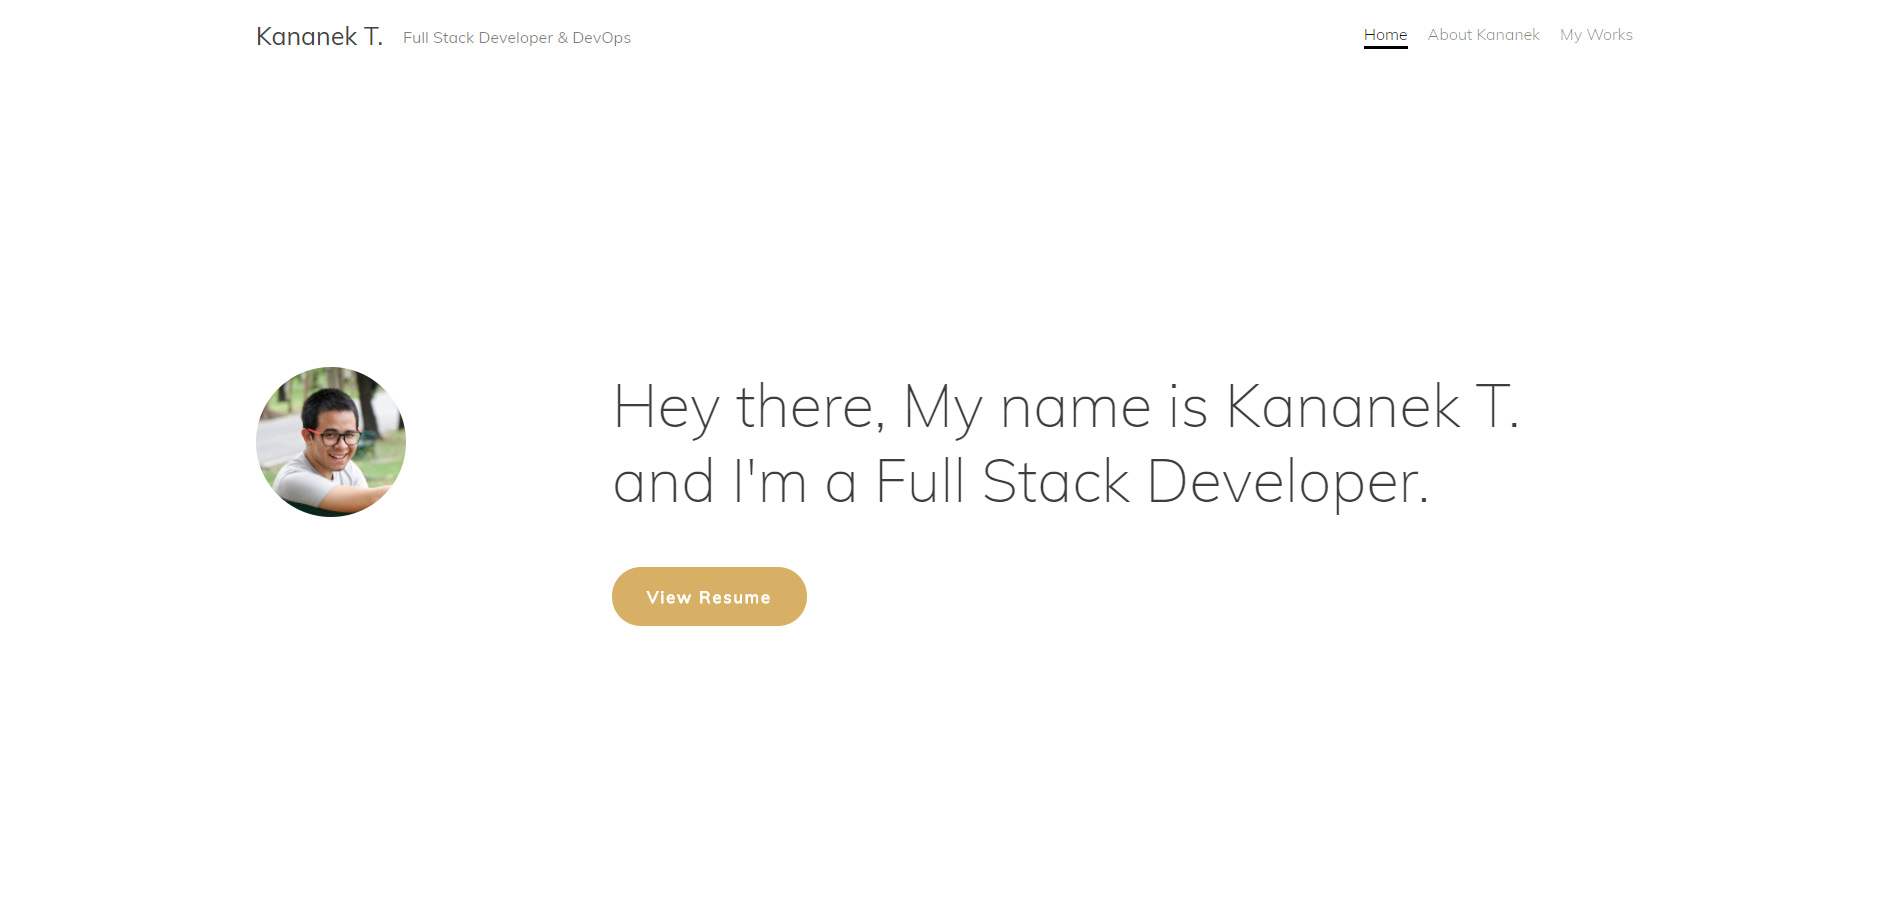 Kananek T. Full Stack Developer & DevOps Home About Kananek My Works
Hey there, My name is Kananek T.
and I'm a Full Stack Developer.
View Resume